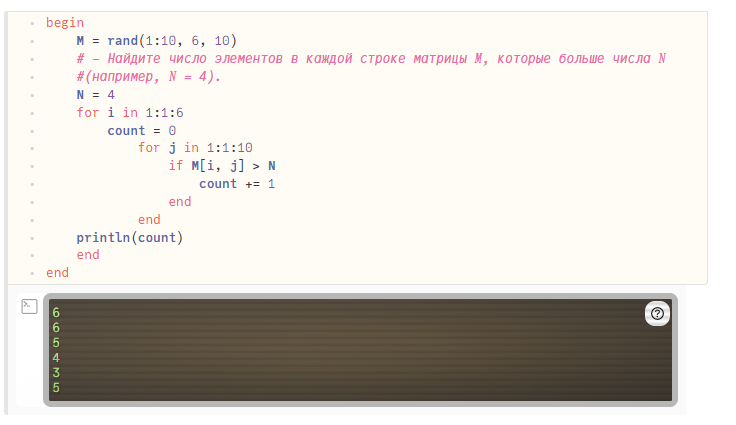 begin
    M = rand(1:10, 6, 10)
    # – Найдите число элементов в каждой строке матрицы M, которые больше числа N
    #(например, N = 4).
    N = 4
    for i in 1:1:6
        count = 0
            for j in 1:1:10
                if M[i, j] > N
                    count += 1
                end
            end
    println(count)
    end
end
6
6
5
4
3
5